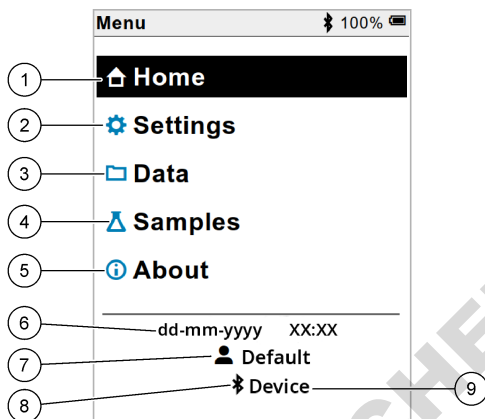 Menu 100%
1 Home
2 Settings
3 Data
4 Samples
5 About
6 dd-mm-yyyy XX:XX
7 Default
8 Device 9